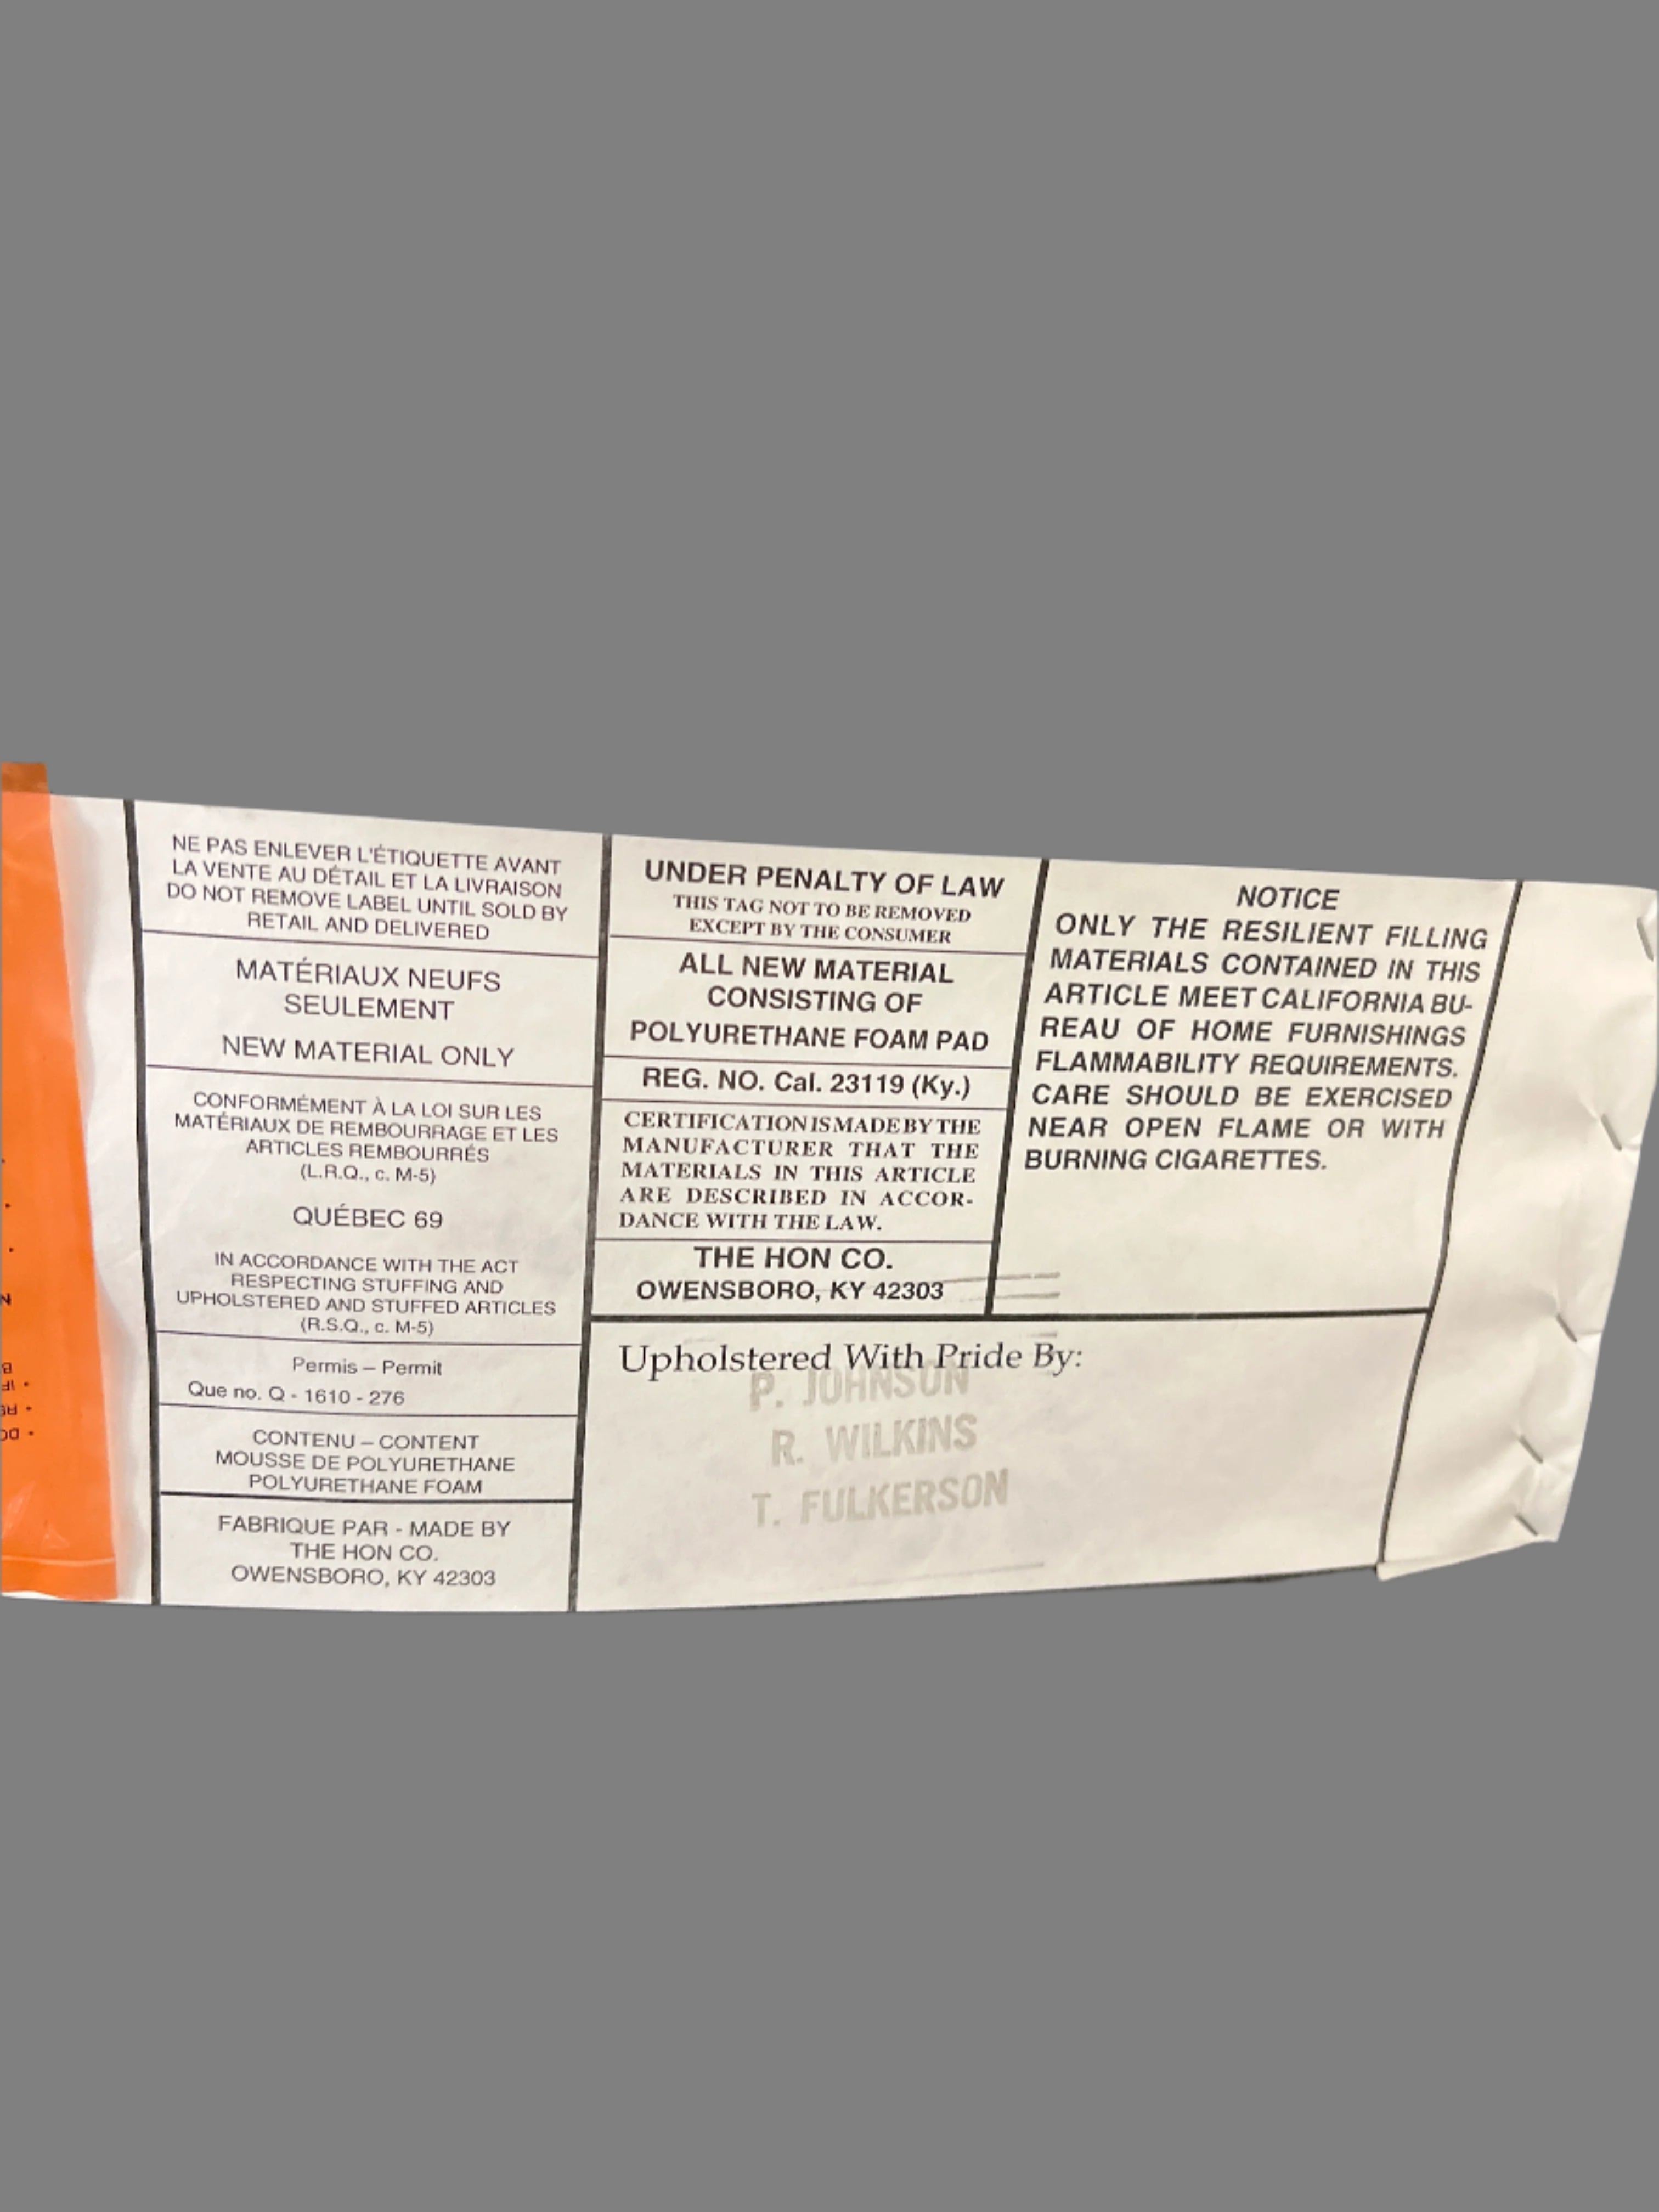 NE PAS ENLEVER L'ÉTIQUETTE AVANT
LA VENTE AU DÉTAIL ET LA LIVRAISON
DO NOT REMOVE LABEL UNTIL SOLD BY
RETAIL AND DELIVERED
MATÉRIAUX NEUFS
SEULEMENT
NEW MATERIAL ONLY
CONFORMÉMENT À LA LOI SUR LES
MATÉRIAUX DE REMBOURRAGE ET LES
ARTICLES REMBOURRÉS
(L.R.Q., c. M-5)
QUÉBEC 69
IN ACCORDANCE WITH THE ACT
RESPECTING STUFFING AND
UPHOLSTERED AND STUFFED ARTICLES
(R.S.Q., c. M-5)
Permis – Permit
Que no. Q - 1610 - 276
CONTENU – CONTENT
MOUSSE DE POLYURETHANE
POLYURETHANE FOAM
FABRIQUE PAR - MADE BY
THE HON CO.
OWENSBORO, KY 42303
UNDER PENALTY OF LAW
THIS TAG NOT TO BE REMOVED
EXCEPT BY THE CONSUMER
ALL NEW MATERIAL
CONSISTING OF
POLYURETHANE FOAM PAD
REG. NO. Cal. 23119 (Ky.)
CERTIFICATION IS MADE BY THE
MANUFACTURER THAT THE
MATERIALS IN THIS ARTICLE
ARE DESCRIBED IN ACCOR-
DANCE WITH THE LAW.
THE HON CO.
OWENSBORO, KY 42303
NOTICE
ONLY THE RESILIENT FILLING
MATERIALS CONTAINED IN THIS
ARTICLE MEET CALIFORNIA BU-
REAU OF HOME FURNISHINGS
FLAMMABILITY REQUIREMENTS.
CARE SHOULD BE EXERCISED
NEAR OPEN FLAME OR WITH
BURNING CIGARETTES.
Upholstered With Pride By:
P. JOHNSON
R. WILKINS
T. FULKERSON